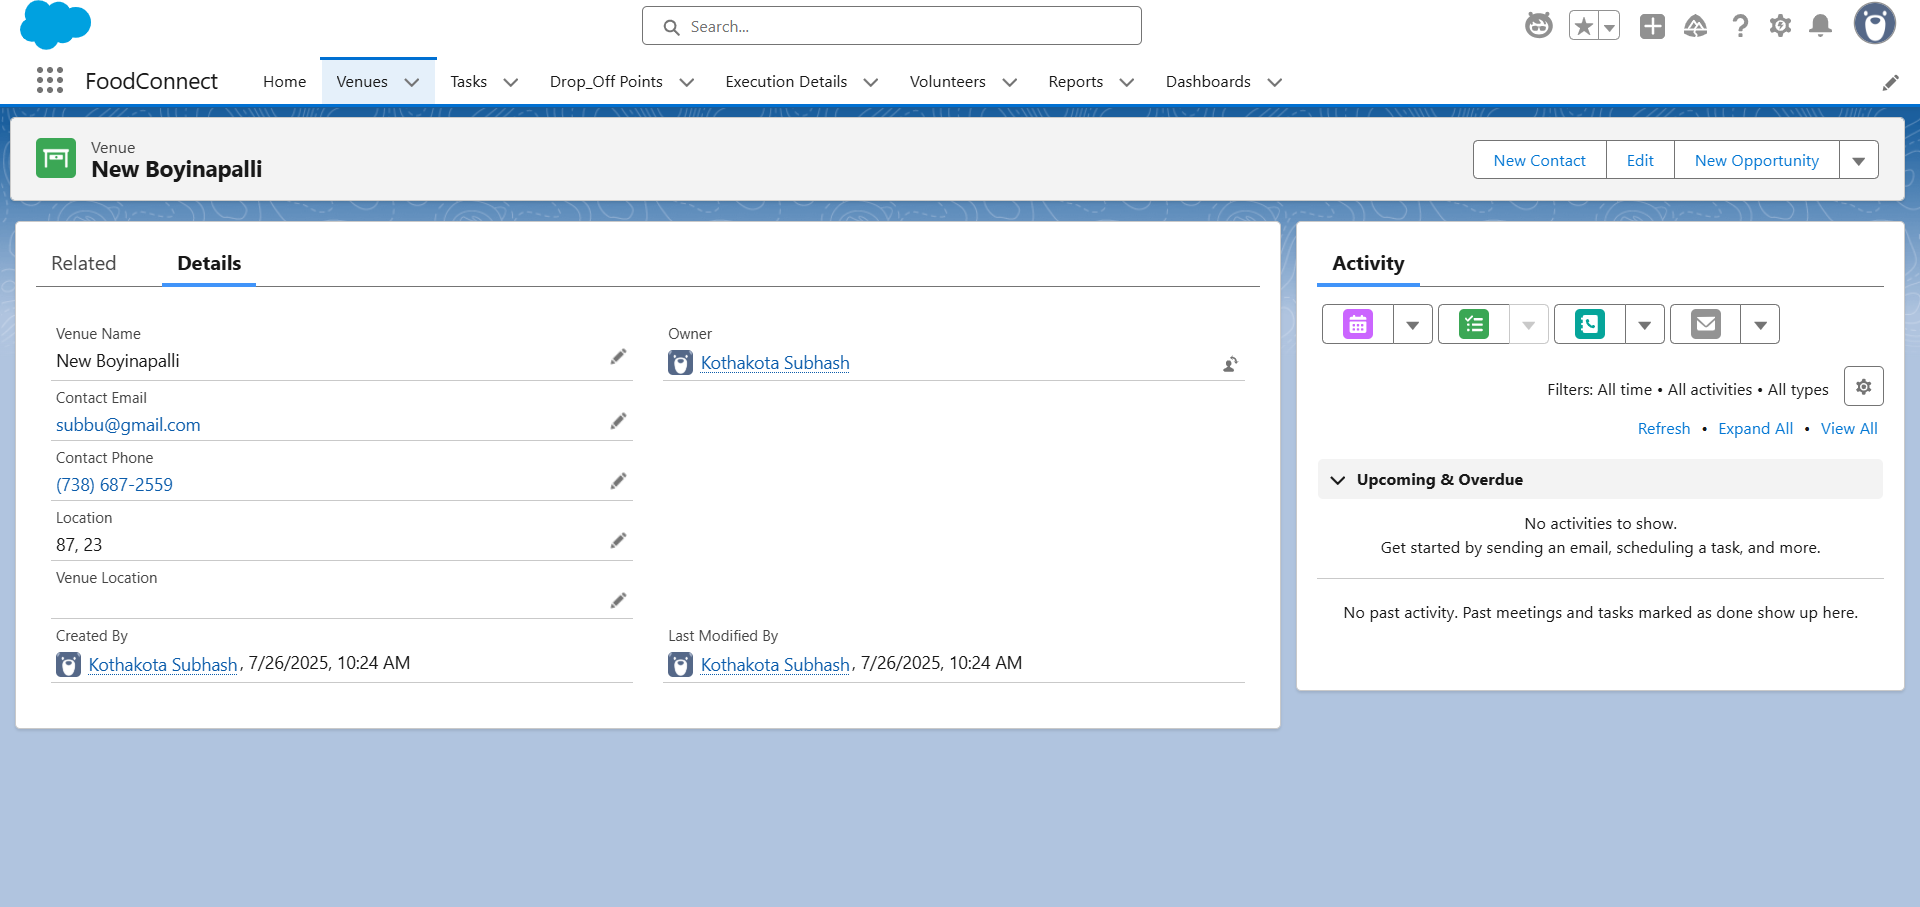 Search...
FoodConnect Home Venues Tasks Drop_Off Points Execution Details Volunteers Reports Dashboards
Venue
New Boyinapalli
New Contact Edit New Opportunity
Related Details
Venue Name
New Boyinapalli
Owner
Kothakota Subhash
Contact Email
subbu@gmail.com
Contact Phone
(738) 687-2559
Location
87, 23
Venue Location
Created By
Kothakota Subhash, 7/26/2025, 10:24 AM
Last Modified By
Kothakota Subhash, 7/26/2025, 10:24 AM
Activity
Filters: All time • All activities • All types
Refresh • Expand All • View All
Upcoming & Overdue
No activities to show.
Get started by sending an email, scheduling a task, and more.
No past activity. Past meetings and tasks marked as done show up here.